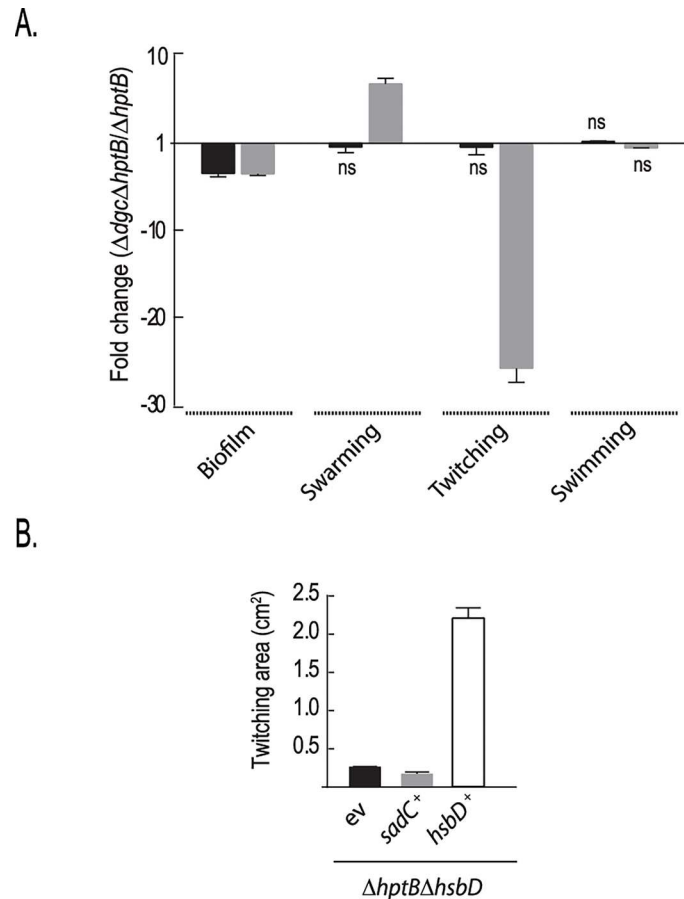 A.
Fold change (ΔdgcΔhptB/ΔhptB)
10
1
-10
-20
-30
ns
ns
ns
ns
Biofilm
Swarming
Twitching
Swimming
B.
Twitching area (cm²)
2.5
2.0
1.5
1.0
0.5
ev
sadC⁺
hsbD⁺
ΔhptBΔhsbD